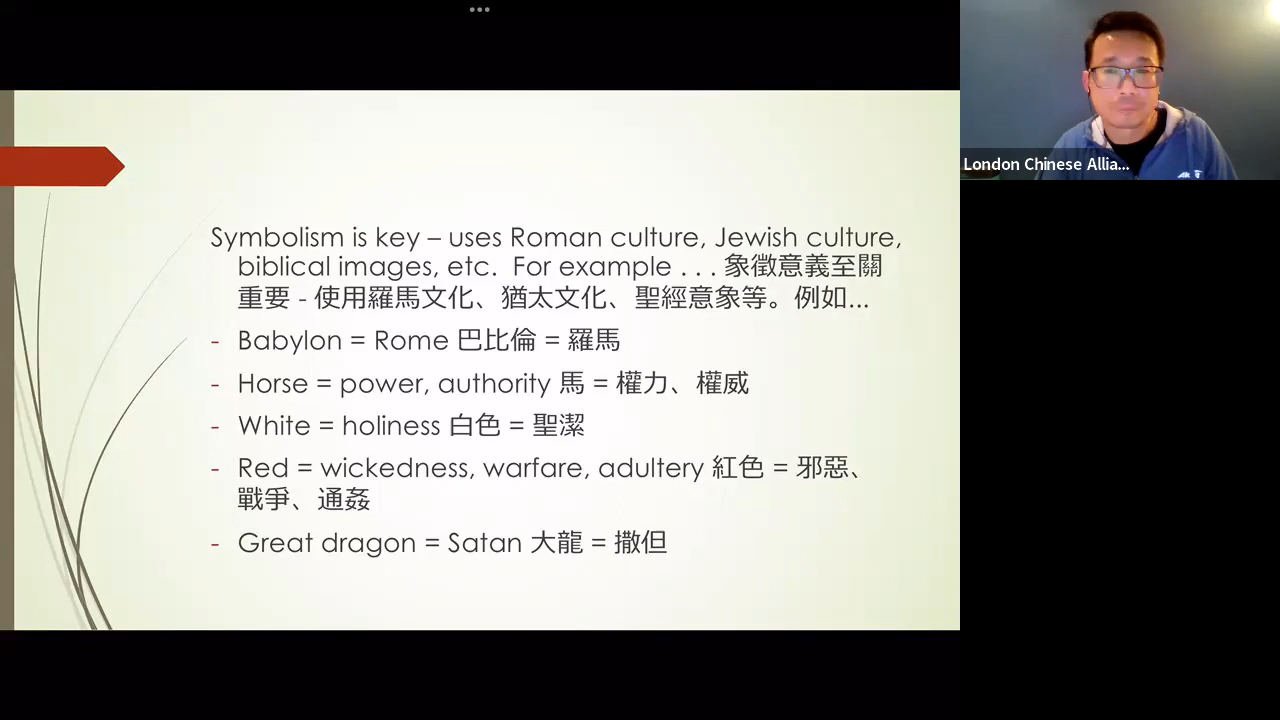 Symbolism is key – uses Roman culture, Jewish culture,
biblical images, etc.  For example . . . 象徵意義至關
重要 - 使用羅馬文化、猶太文化、聖經意象等。例如...
- Babylon = Rome 巴比倫 = 羅馬
- Horse = power, authority 馬 = 權力、權威
- White = holiness 白色 = 聖潔
- Red = wickedness, warfare, adultery 紅色 = 邪惡、
戰爭、通姦
- Great dragon = Satan 大龍 = 撒但
London Chinese Allia...